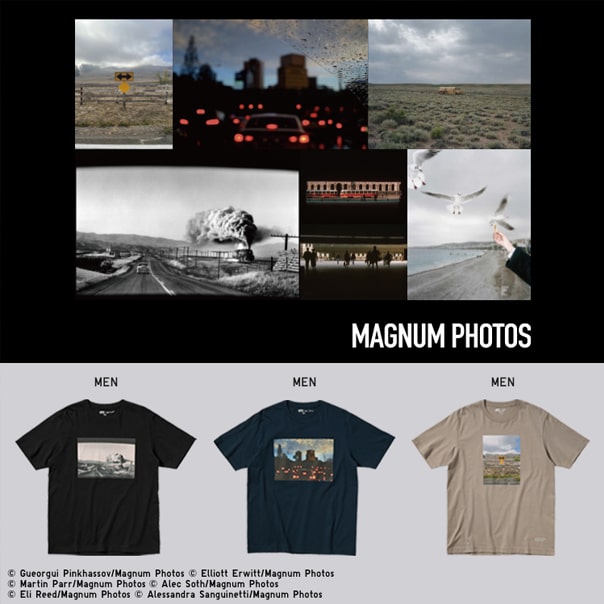 MAGNUM PHOTOS
MEN MEN MEN
© Gueorgui Pinkhassov/Magnum Photos © Elliott Erwitt/Magnum Photos
© Martin Parr/Magnum Photos © Alec Soth/Magnum Photos
© Eli Reed/Magnum Photos © Alessandra Sanguinetti/Magnum Photos